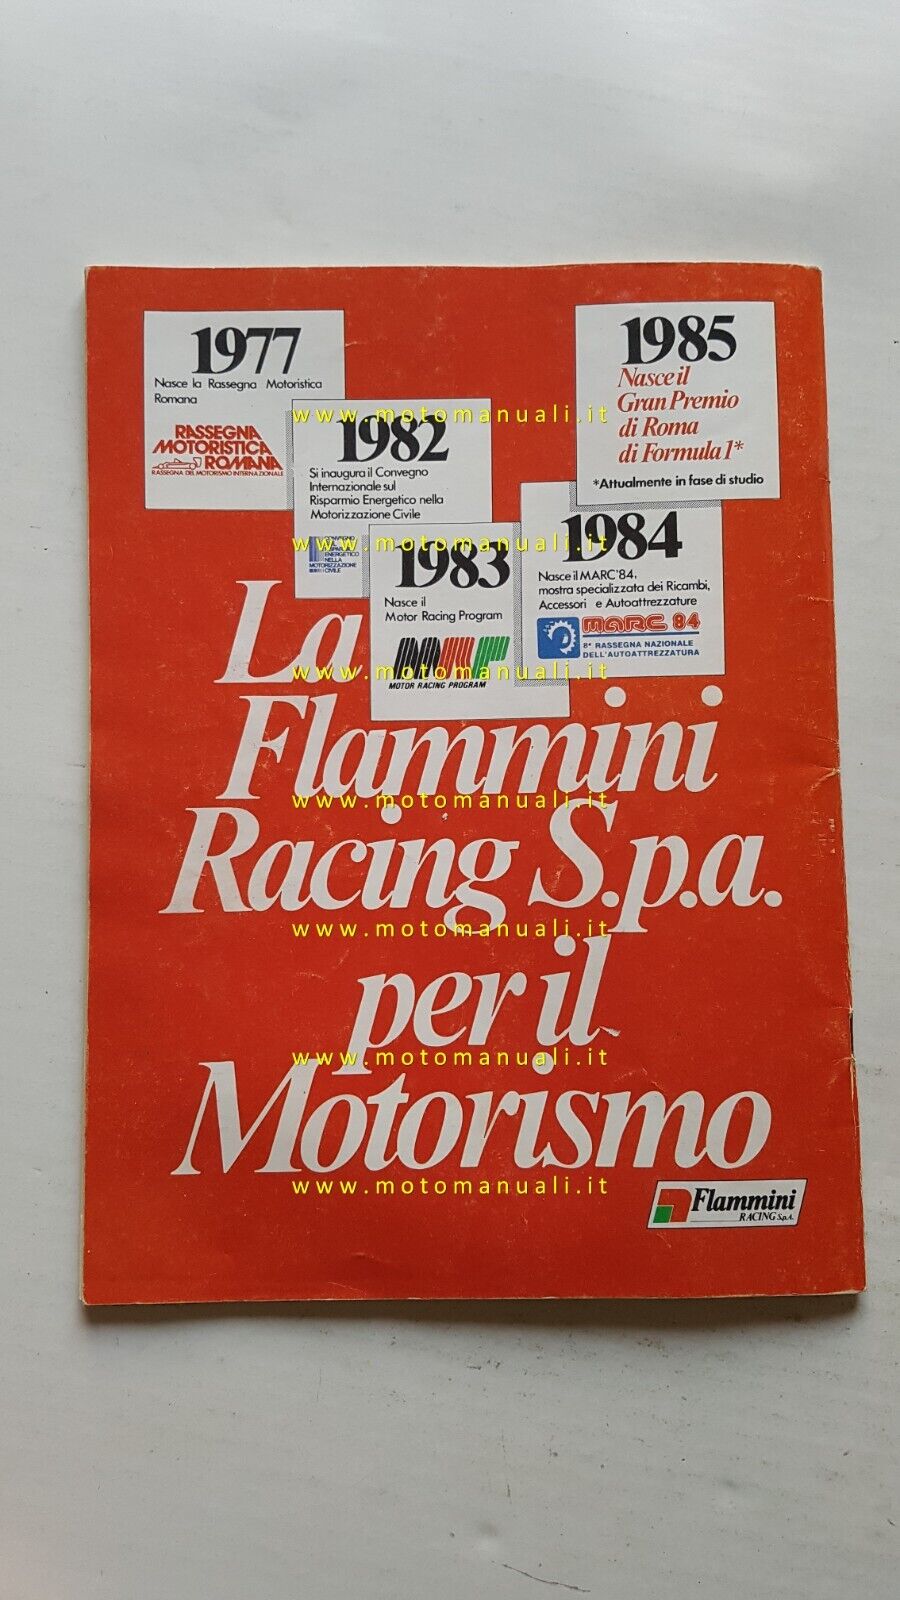 1977
Nasce la Rassegna Motoristica
Romana
RASSEGNA
MOTORISTICA
ROMANA
RASSEGNA DEL MOTORISMO INTERNAZIONALE
1982
Si inaugura il Convegno
Internazionale sul
Risparmio Energetico nella
Motorizzazione Civile
ENERGETICO
NELLA
MOTORIZZAZIONE
CIVILE
1983
Nasce il
Motor Racing Program
MRP
MOTOR RACING PROGRAM
1984
Nasce il MARC'84,
mostra specializzata dei Ricambi,
Accessori e Autoattrezzature
MARC 84
8ª RASSEGNA NAZIONALE
DELL'AUTOATTREZZATURA
1985
Nasce il
Gran Premio
di Roma
di Formula 1*
*Attualmente in fase di studio
La
Flammini
Racing S.p.a.
per il
Motorismo
Flammini
RACING S.p.A.
www.motomanuali.it
www.motomanuali.it
www.motomanuali.it
www.motomanuali.it
www.motomanuali.it
www.motomanuali.it
www.motomanuali.it